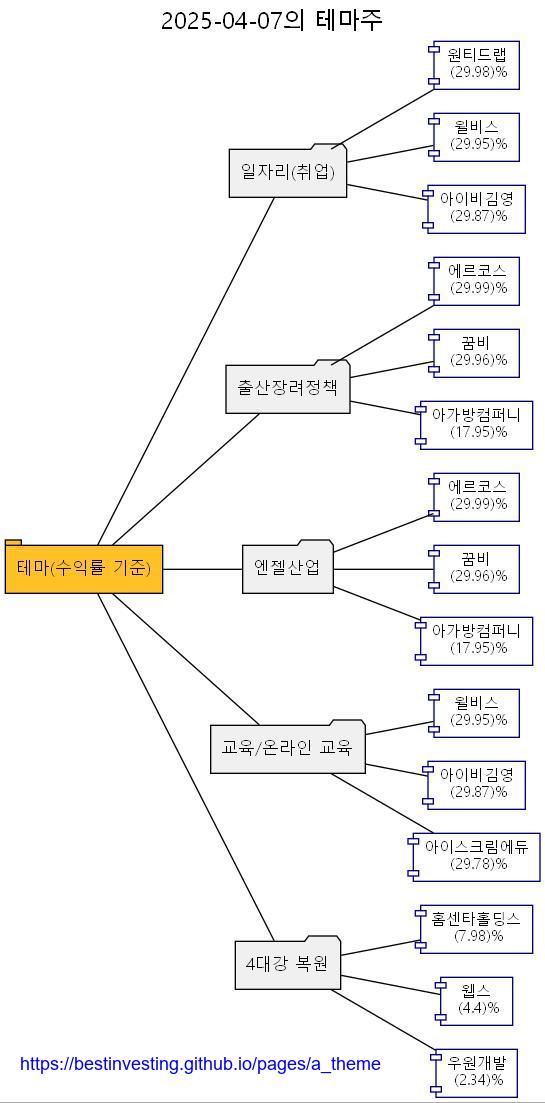 2025-04-07의 테마주
테마(수익률 기준)
일자리(취업)
원티드랩
(29.98)%
윌비스
(29.95)%
아이비김영
(29.87)%
출산장려정책
에르코스
(29.99)%
꿈비
(29.96)%
아가방컴퍼니
(17.95)%
엔젤산업
에르코스
(29.99)%
꿈비
(29.96)%
아가방컴퍼니
(17.95)%
교육/온라인 교육
윌비스
(29.95)%
아이비김영
(29.87)%
아이스크림에듀
(29.78)%
4대강 복원
홈센타홀딩스
(7.98)%
웹스
(4.4)%
우원개발
(2.34)%
https://bestinvesting.github.io/pages/a_theme